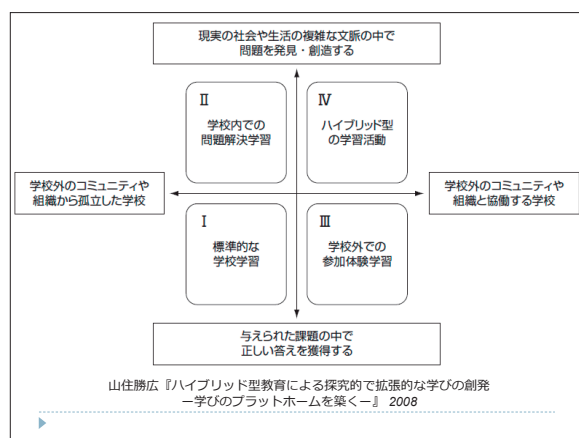 現実の社会や生活の複雑な文脈の中で
問題を発見・創造する
Ⅱ
学校内での
問題解決学習
Ⅳ
ハイブリッド型
の学習活動
学校外のコミュニティや
組織から孤立した学校
学校外のコミュニティや
組織と協働する学校
Ⅰ
標準的な
学校学習
Ⅲ
学校外での
参加体験学習
与えられた課題の中で
正しい答えを獲得する
山住勝広『ハイブリッド型教育による探究的で拡張的な学びの創発
ー学びのプラットホームを築くー』 2008